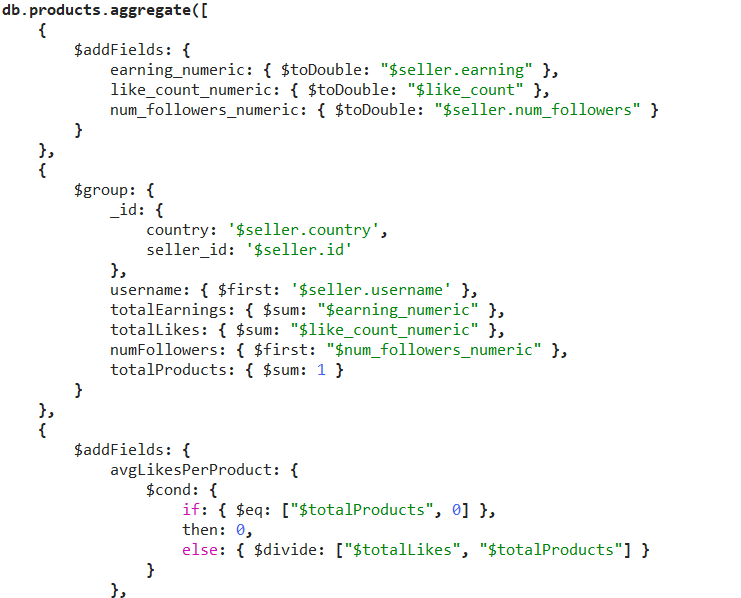 db.products.aggregate([
    {
        $addFields: {
            earning_numeric: { $toDouble: "$seller.earning" },
            like_count_numeric: { $toDouble: "$like_count" },
            num_followers_numeric: { $toDouble: "$seller.num_followers" }
        }
    },
    {
        $group: {
            _id: {
                country: '$seller.country',
                seller_id: '$seller.id'
            },
            username: { $first: '$seller.username' },
            totalEarnings: { $sum: "$earning_numeric" },
            totalLikes: { $sum: "$like_count_numeric" },
            numFollowers: { $first: "$num_followers_numeric" },
            totalProducts: { $sum: 1 }
        }
    },
    {
        $addFields: {
            avgLikesPerProduct: {
                $cond: {
                    if: { $eq: ["$totalProducts", 0] },
                    then: 0,
                    else: { $divide: ["$totalLikes", "$totalProducts"] }
                }
            },